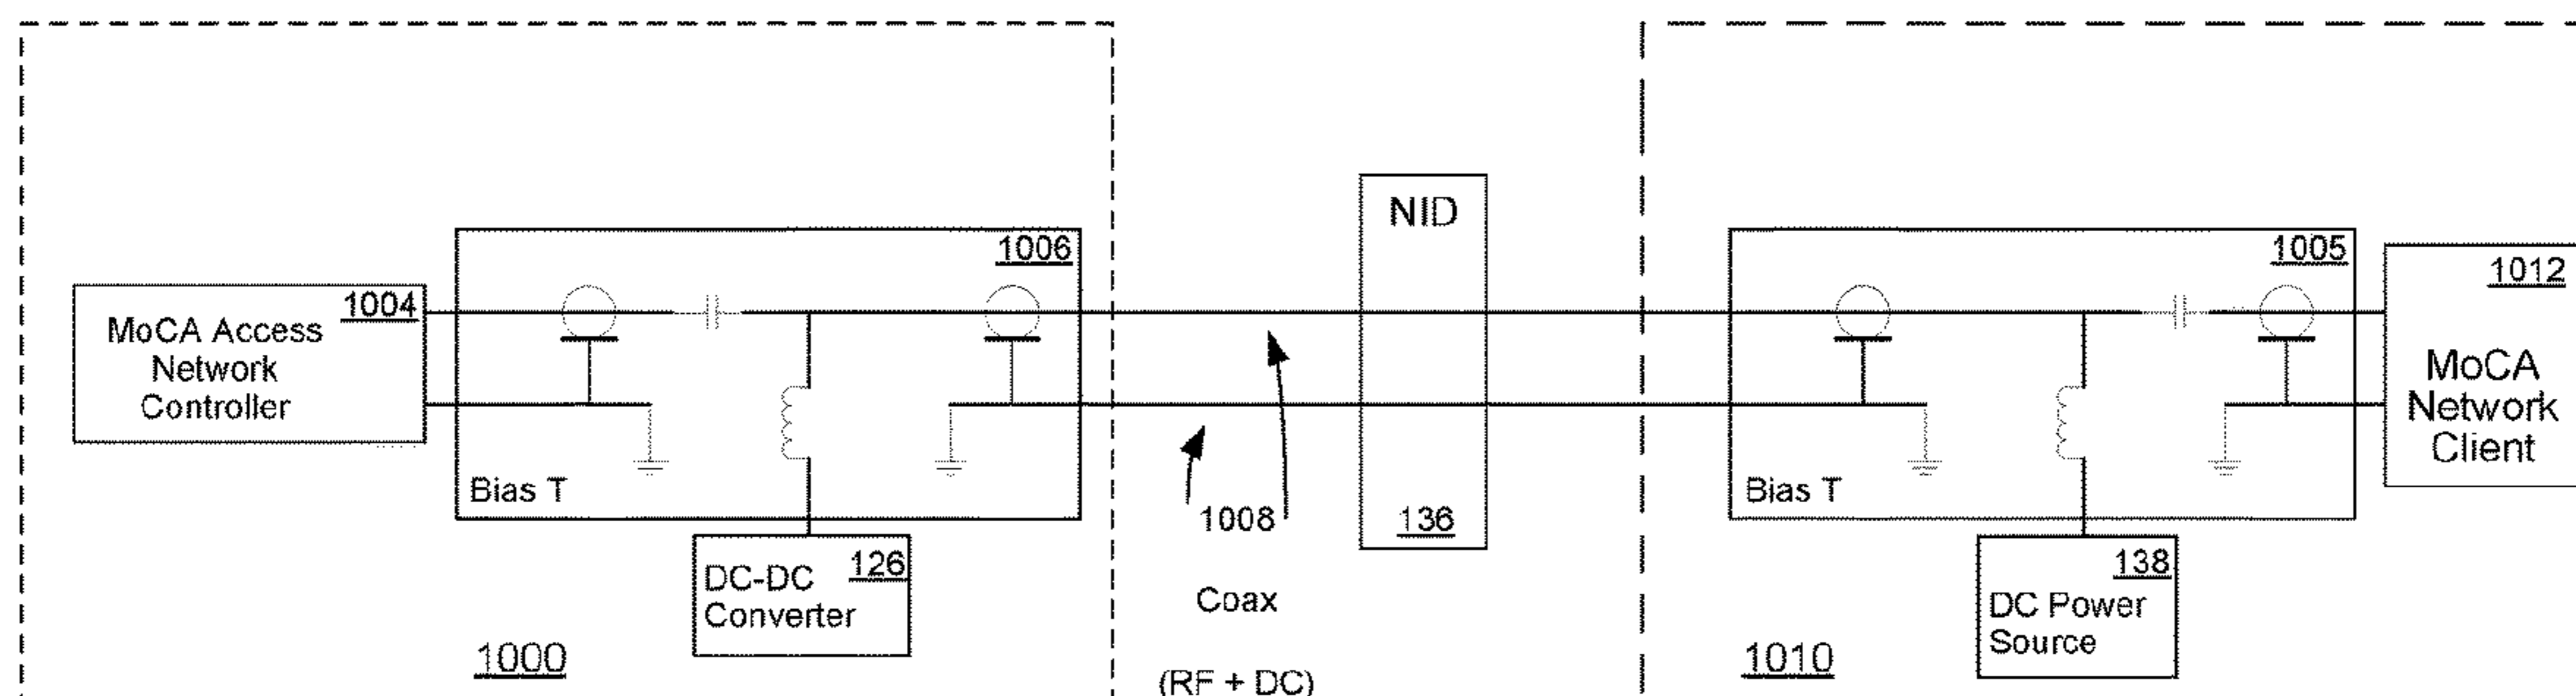 1004
MoCA Access
Network
Controller
1006
Bias T
126
DC-DC
Converter
1000
1008
Coax
(RF + DC)
NID
136
1005
Bias T
138
DC Power
Source
1010
1012
MoCA
Network
Client